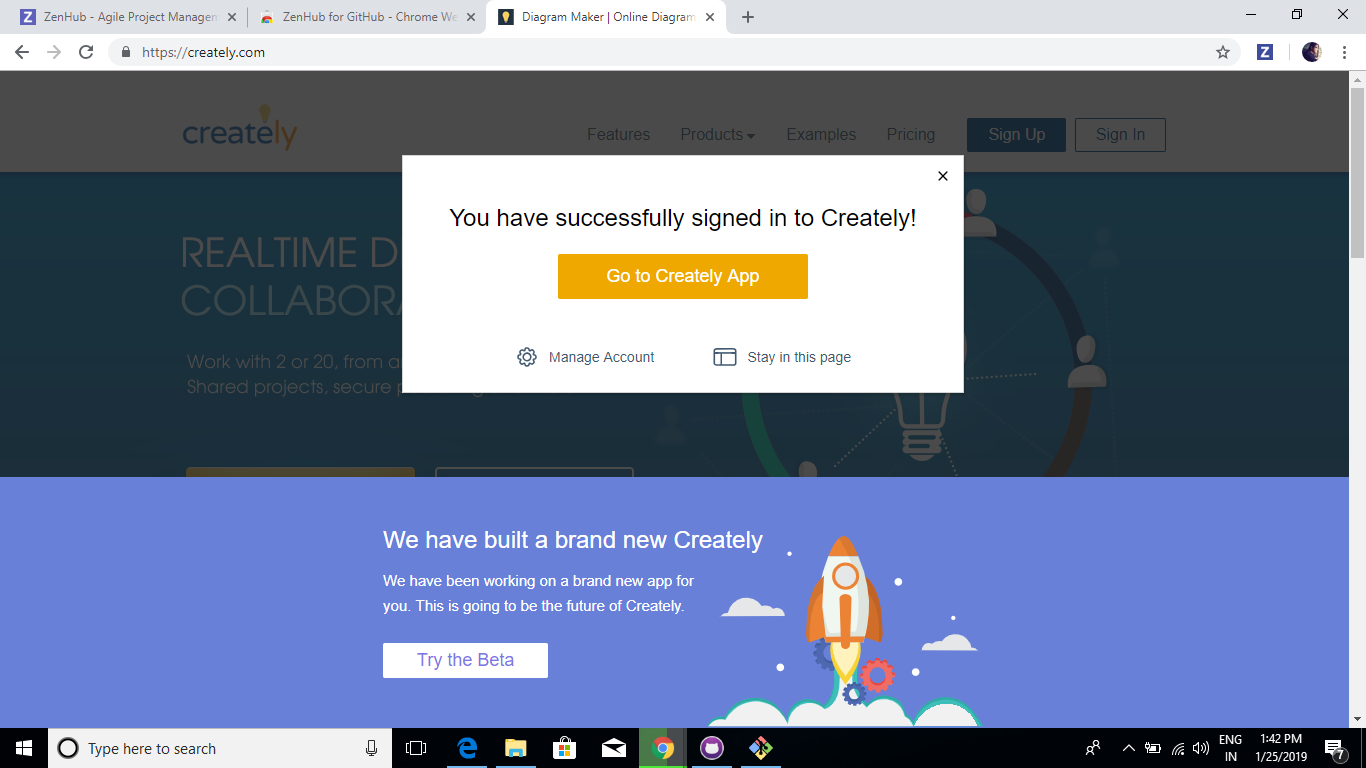 ZenHub - Agile Project Managem
ZenHub for GitHub - Chrome We
Diagram Maker | Online Diagram
https://creately.com
creately
Features
Products
Examples
Pricing
Sign Up
Sign In
You have successfully signed in to Creately!
Go to Creately App
Manage Account
Stay in this page
REALTIME D
COLLABORA
Work with 2 or 20, from a
Shared projects, secure p
We have built a brand new Creately
We have been working on a brand new app for
you. This is going to be the future of Creately.
Try the Beta
Type here to search
ENG
IN
1:42 PM
1/25/2019
7